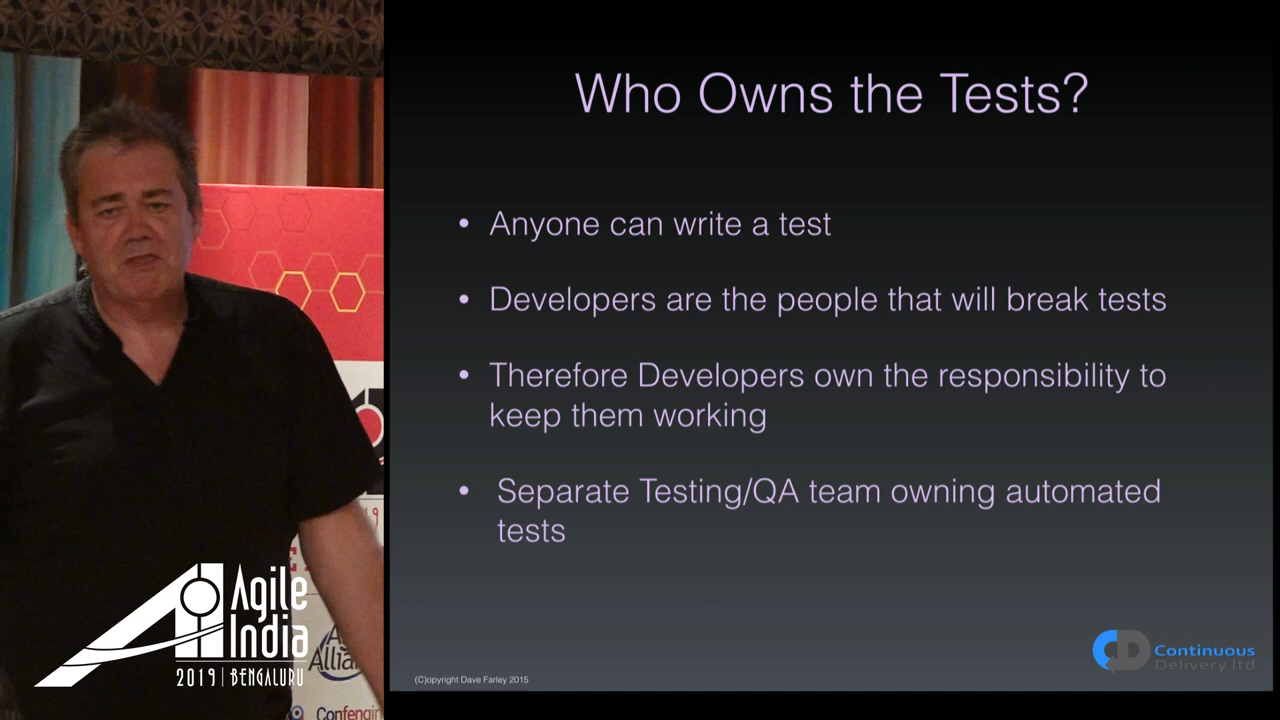 Who Owns the Tests?
• Anyone can write a test
• Developers are the people that will break tests
• Therefore Developers own the responsibility to
keep them working
• Separate Testing/QA team owning automated
tests
(C)opyright Dave Farley 2015
CD Continuous
Delivery ltd
Agile
India
2019 | BENGALURU
Confengin